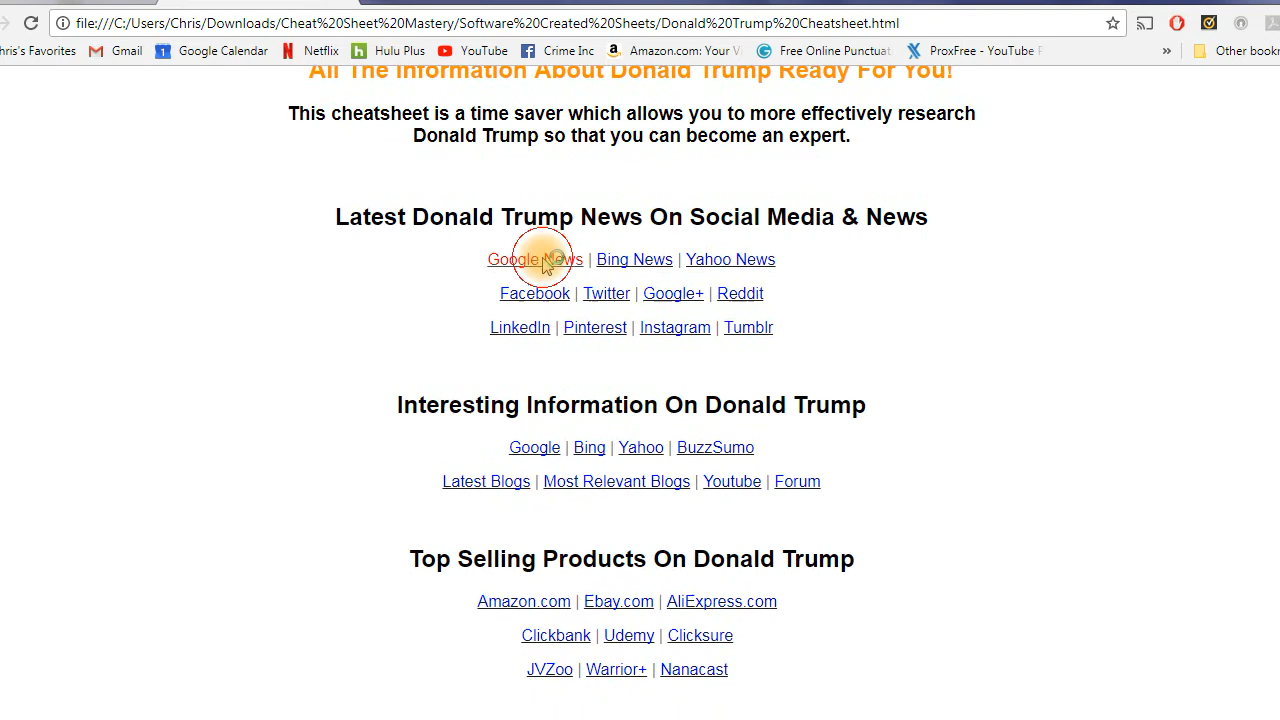 file:///C:/Users/Chris/Downloads/Cheat%20Sheet%20Mastery/Software%20Created%20Sheets/Donald%20Trump%20Cheatsheet.html
hris's Favorites Gmail Google Calendar Netflix Hulu Plus YouTube Crime Inc Amazon.com: Your Free Online Punctuat ProxFree - YouTube » Other bookm
All The Information About Donald Trump Ready For You!
This cheatsheet is a time saver which allows you to more effectively research
Donald Trump so that you can become an expert.
Latest Donald Trump News On Social Media & News
Google News | Bing News | Yahoo News
Facebook | Twitter | Google+ | Reddit
LinkedIn | Pinterest | Instagram | Tumblr
Interesting Information On Donald Trump
Google | Bing | Yahoo | BuzzSumo
Latest Blogs | Most Relevant Blogs | Youtube | Forum
Top Selling Products On Donald Trump
Amazon.com | Ebay.com | AliExpress.com
Clickbank | Udemy | Clicksure
JVZoo | Warrior+ | Nanacast